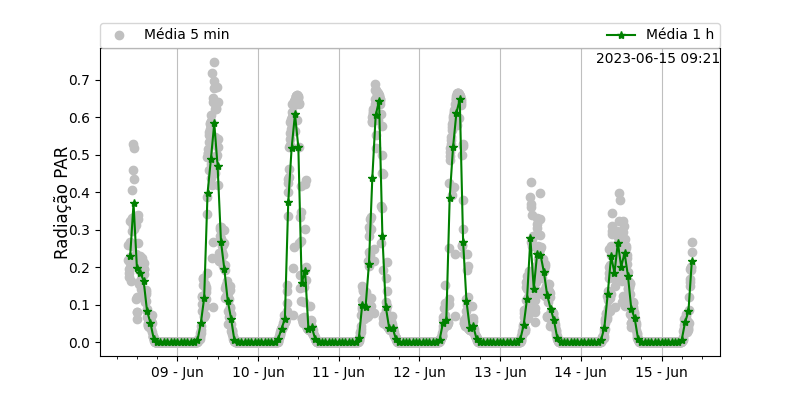 Média 5 min
Média 1 h
2023-06-15 09:21
Radiação PAR
0.7
0.6
0.5
0.4
0.3
0.2
0.1
0.0
09 - Jun
10 - Jun
11 - Jun
12 - Jun
13 - Jun
14 - Jun
15 - Jun